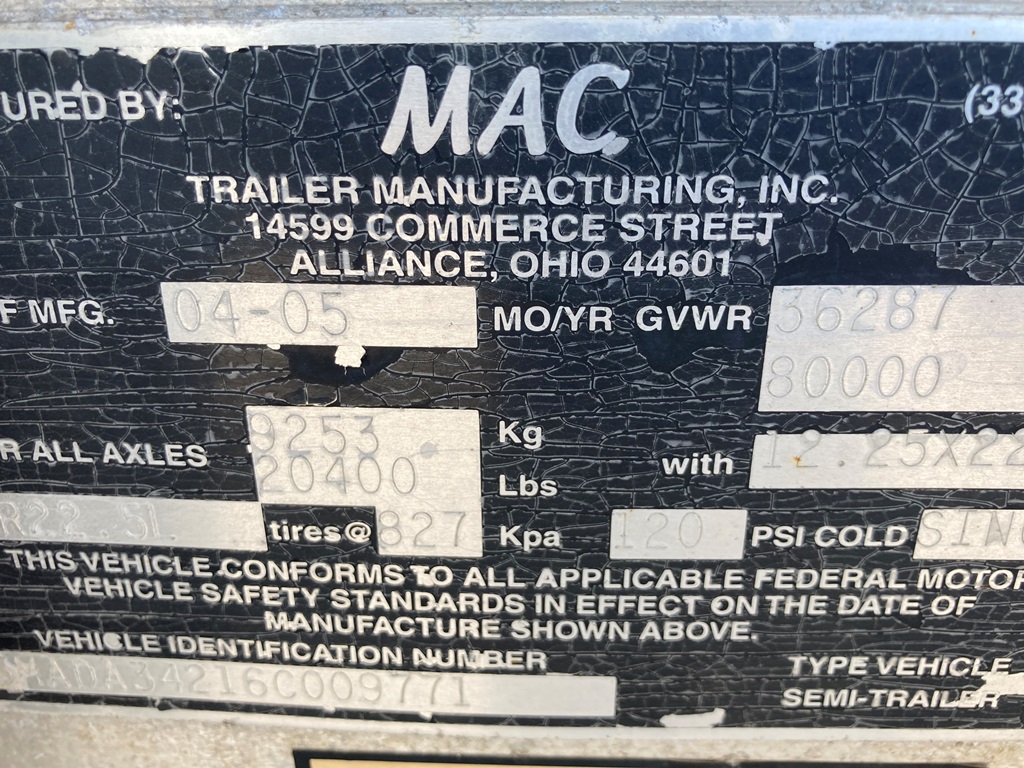 URED BY: MAC (33
TRAILER MANUFACTURING, INC.
14599 COMMERCE STREET
ALLIANCE, OHIO 44601
F MFG. 04-05 MO/YR GVWR 36287
80000
R ALL AXLES 9253 Kg
20400 Lbs with 12.25X22
R22.5 tires@ 827 Kpa 120 PSI COLD SING
THIS VEHICLE CONFORMS TO ALL APPLICABLE FEDERAL MOTOR
VEHICLE SAFETY STANDARDS IN EFFECT ON THE DATE OF
MANUFACTURE SHOWN ABOVE.
VEHICLE IDENTIFICATION NUMBER TYPE VEHICLE
MADA34216C009771 SEMI-TRAILER